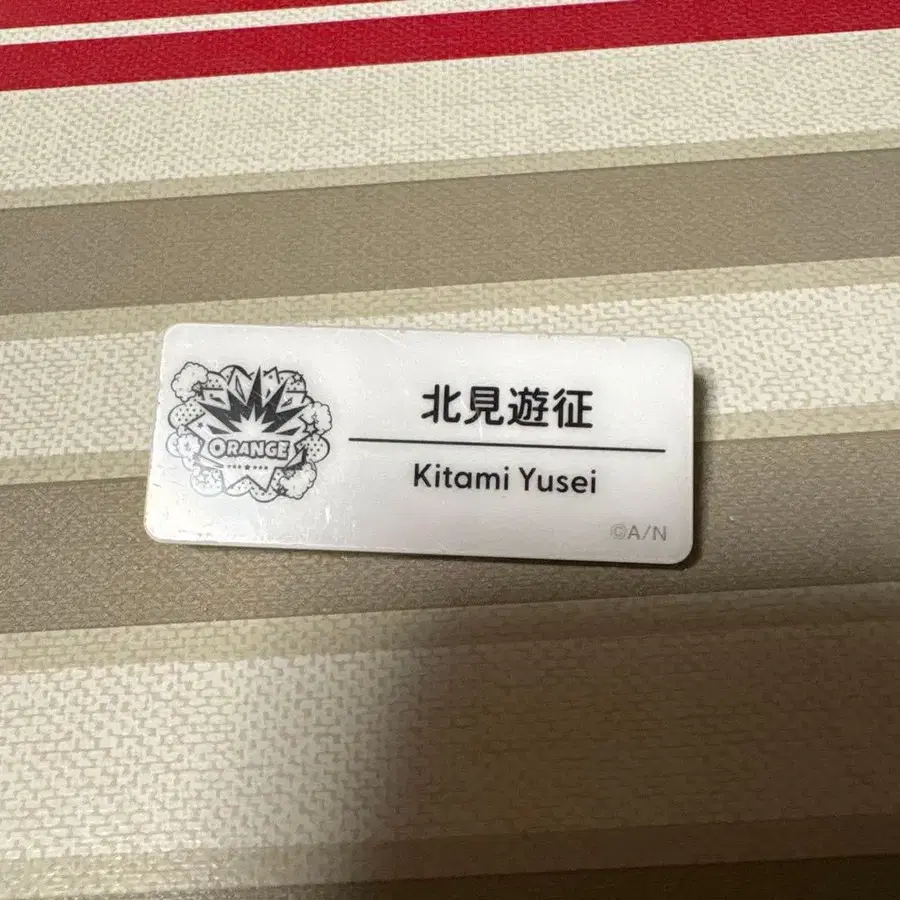 ORANGE
北見遊征
Kitami Yusei
©A/N